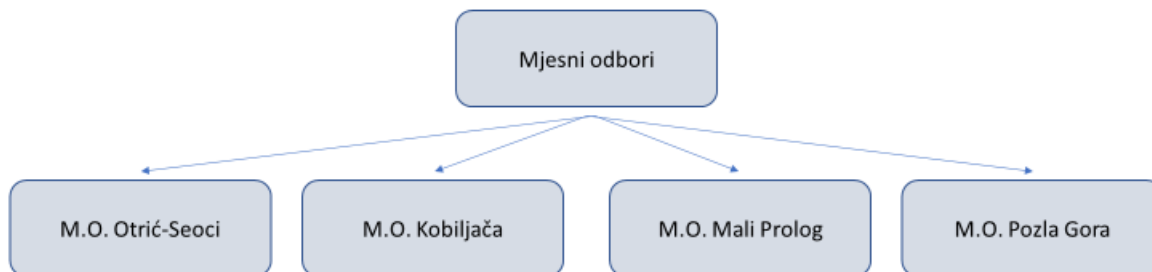 Mjesni odbori
M.O. Otrić-Seoci
M.O. Kobiljača
M.O. Mali Prolog
M.O. Pozla Gora